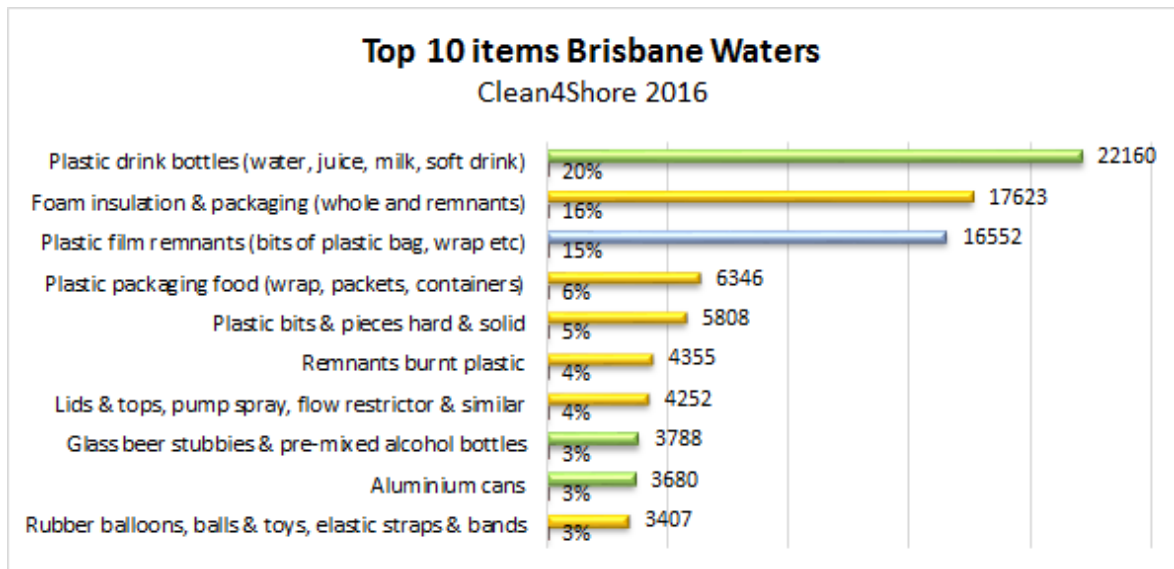 Top 10 items Brisbane Waters
Clean4Shore 2016
Plastic drink bottles (water, juice, milk, soft drink) 22160
20%
Foam insulation & packaging (whole and remnants) 17623
16%
Plastic film remnants (bits of plastic bag, wrap etc) 16552
15%
Plastic packaging food (wrap, packets, containers) 6346
6%
Plastic bits & pieces hard & solid 5808
5%
Remnants burnt plastic 4355
4%
Lids & tops, pump spray, flow restrictor & similar 4252
4%
Glass beer stubbies & pre-mixed alcohol bottles 3788
3%
Aluminium cans 3680
3%
Rubber balloons, balls & toys, elastic straps & bands 3407
3%